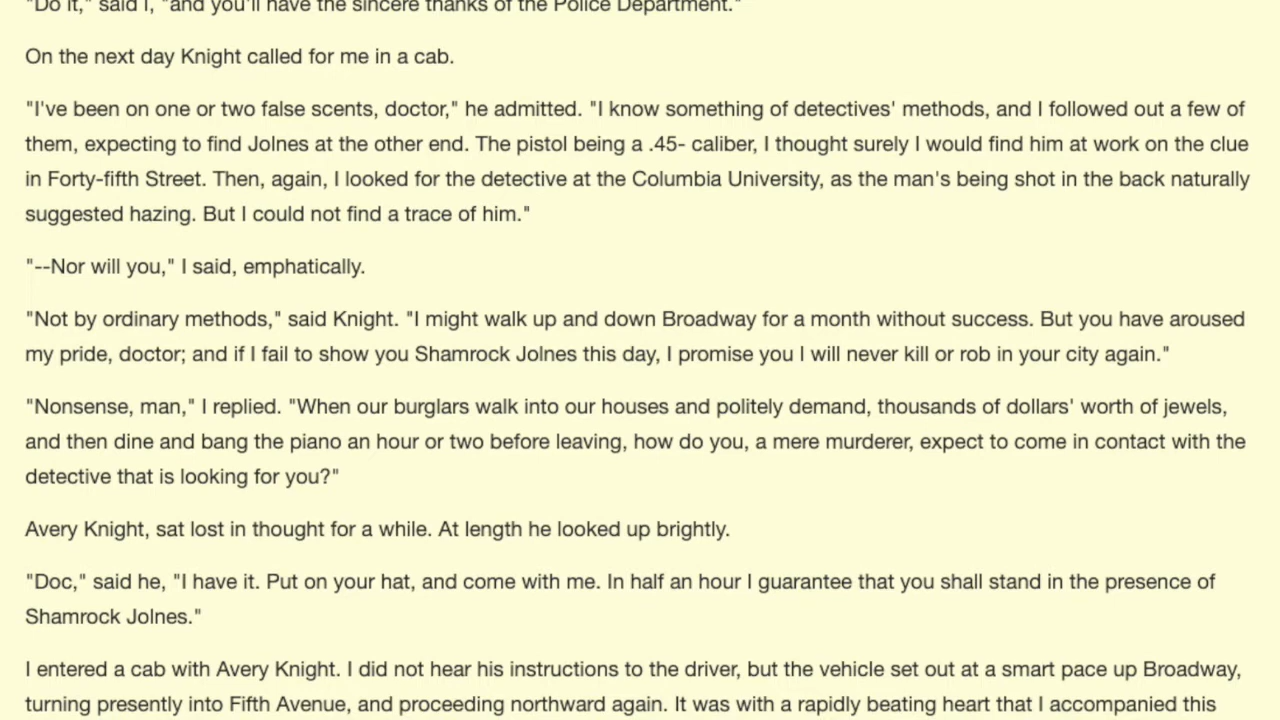 "Do it," said I, "and you'll have the sincere thanks of the Police Department."
On the next day Knight called for me in a cab.
"I've been on one or two false scents, doctor," he admitted. "I know something of detectives' methods, and I followed out a few of
them, expecting to find Jolnes at the other end. The pistol being a .45- caliber, I thought surely I would find him at work on the clue
in Forty-fifth Street. Then, again, I looked for the detective at the Columbia University, as the man's being shot in the back naturally
suggested hazing. But I could not find a trace of him."
"--Nor will you," I said, emphatically.
"Not by ordinary methods," said Knight. "I might walk up and down Broadway for a month without success. But you have aroused
my pride, doctor; and if I fail to show you Shamrock Jolnes this day, I promise you I will never kill or rob in your city again."
"Nonsense, man," I replied. "When our burglars walk into our houses and politely demand, thousands of dollars' worth of jewels,
and then dine and bang the piano an hour or two before leaving, how do you, a mere murderer, expect to come in contact with the
detective that is looking for you?"
Avery Knight, sat lost in thought for a while. At length he looked up brightly.
"Doc," said he, "I have it. Put on your hat, and come with me. In half an hour I guarantee that you shall stand in the presence of
Shamrock Jolnes."
I entered a cab with Avery Knight. I did not hear his instructions to the driver, but the vehicle set out at a smart pace up Broadway,
turning presently into Fifth Avenue, and proceeding northward again. It was with a rapidly beating heart that I accompanied this